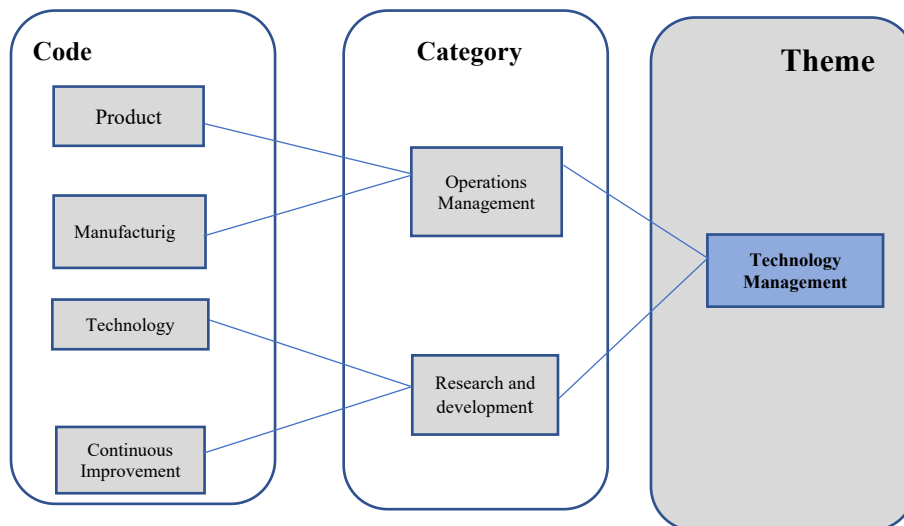 Code
Product
Manufacturig
Technology
Continuous
Improvement
Category
Operations
Management
Research and
development
Theme
Technology
Management